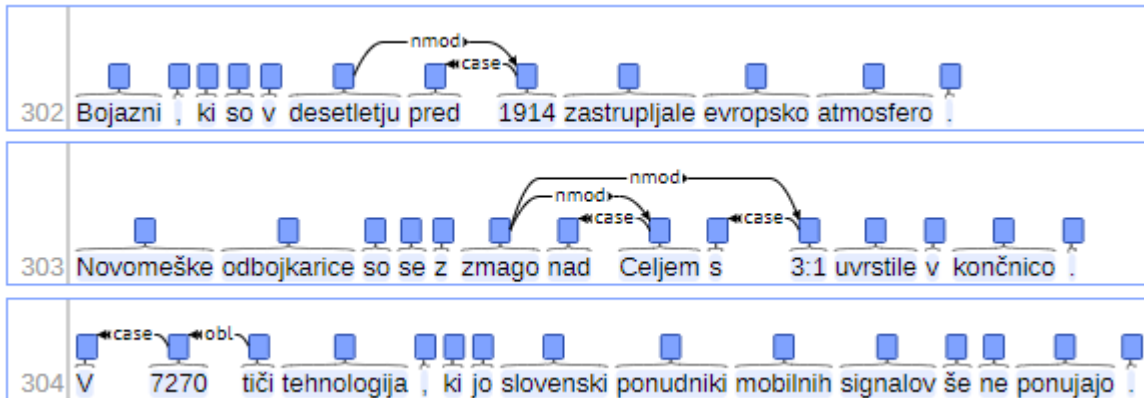 nmod
case
302 Bojazni , ki so v desetletju pred 1914 zastrupljale evropsko atmosfero .
nmod
nmod
case case
303 Novomeške odbojkarice so se z zmago nad Celjem s 3:1 uvrstile v končnico .
case obl
304 V 7270 tiči tehnologija , ki jo slovenski ponudniki mobilnih signalov še ne ponujajo .